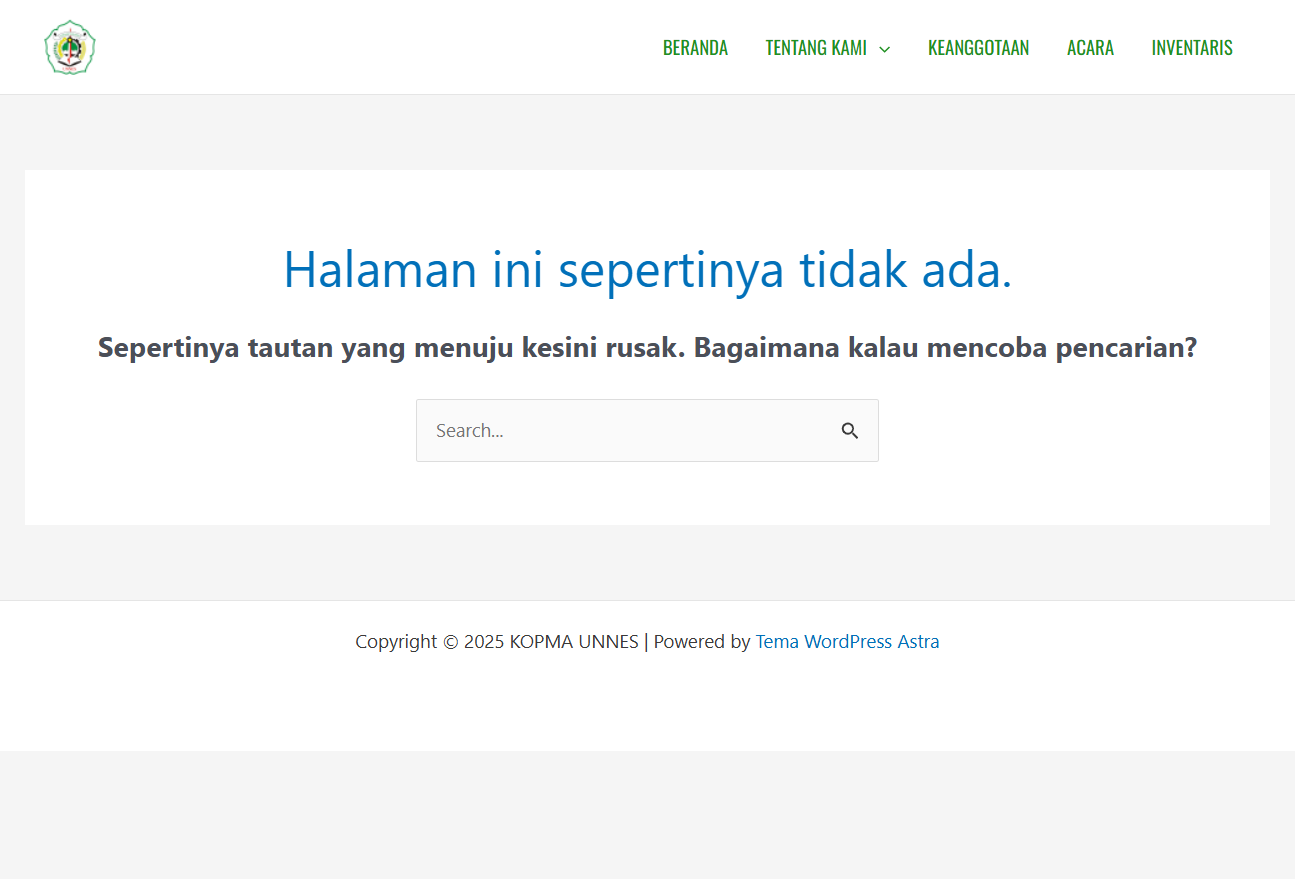 BERANDA TENTANG KAMI KEANGGOTAAN ACARA INVENTARIS
Halaman ini sepertinya tidak ada.
Sepertinya tautan yang menuju kesini rusak. Bagaimana kalau mencoba pencarian?
Search...
Copyright © 2025 KOPMA UNNES | Powered by Tema WordPress Astra